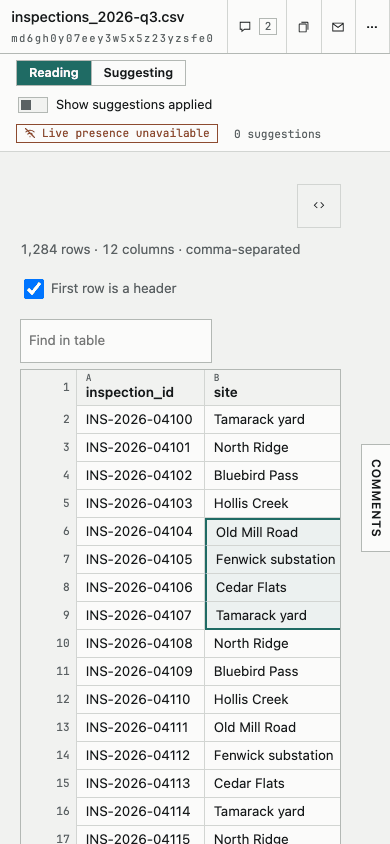 inspections_2026-q3.csv
md6gh0y07eey3w5x5z23yzsfe0
2
Reading Suggesting
Show suggestions applied
Live presence unavailable 0 suggestions
1,284 rows · 12 columns · comma-separated
First row is a header
Find in table
A B
1 inspection_id site
2 INS-2026-04100 Tamarack yard
3 INS-2026-04101 North Ridge
4 INS-2026-04102 Bluebird Pass
5 INS-2026-04103 Hollis Creek
6 INS-2026-04104 Old Mill Road
7 INS-2026-04105 Fenwick substation
8 INS-2026-04106 Cedar Flats
9 INS-2026-04107 Tamarack yard
10 INS-2026-04108 North Ridge
11 INS-2026-04109 Bluebird Pass
12 INS-2026-04110 Hollis Creek
13 INS-2026-04111 Old Mill Road
14 INS-2026-04112 Fenwick substation
15 INS-2026-04113 Cedar Flats
16 INS-2026-04114 Tamarack yard
17 INS-2026-04115 North Ridge
COMMENTS